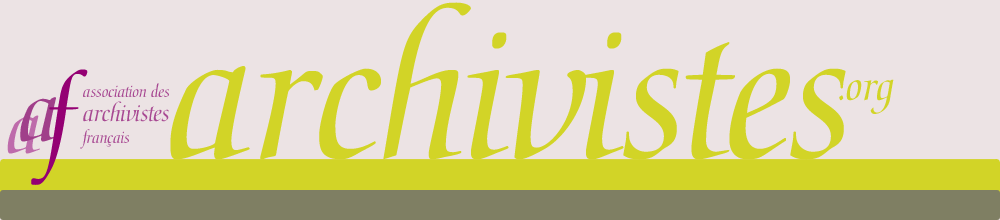 aaf
association des
archivistes
français
archivistes.org